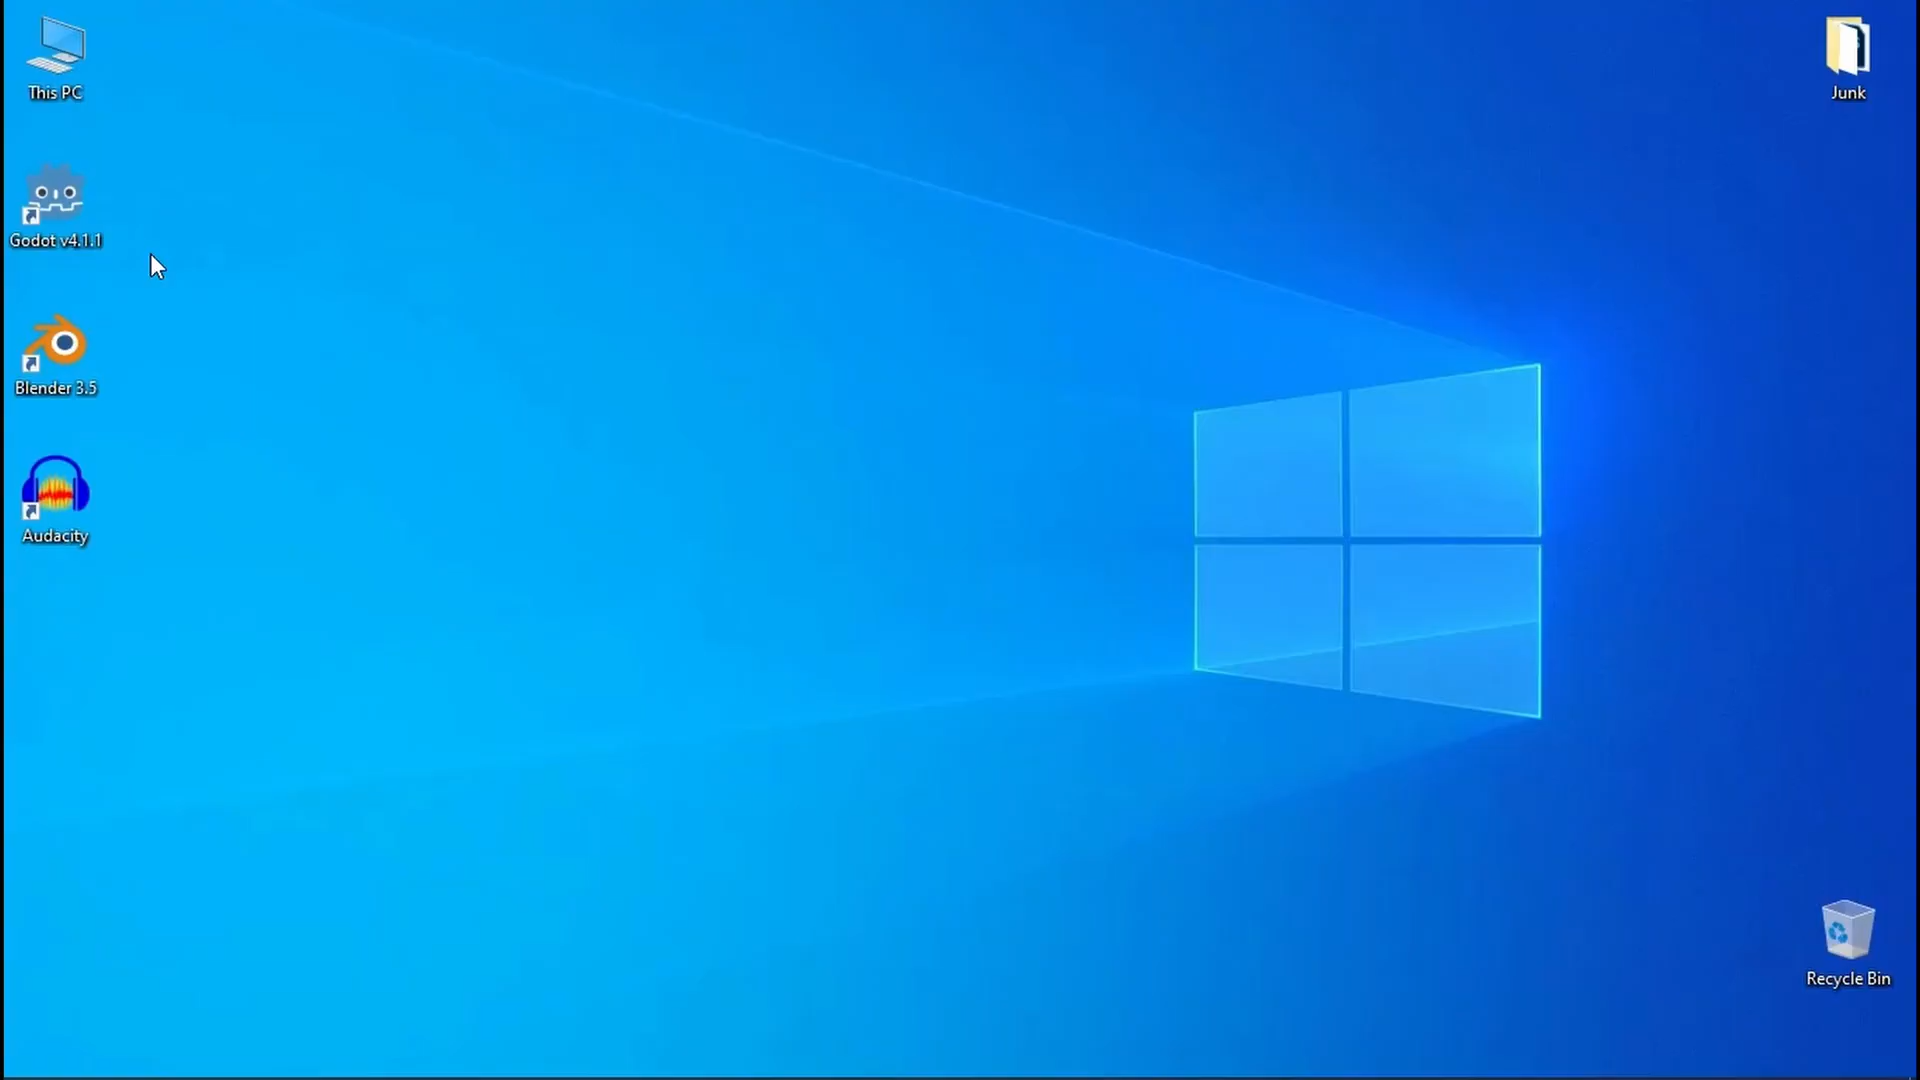 This PC
Junk
Godot v4.1.1
Blender 3.5
Audacity
Recycle Bin